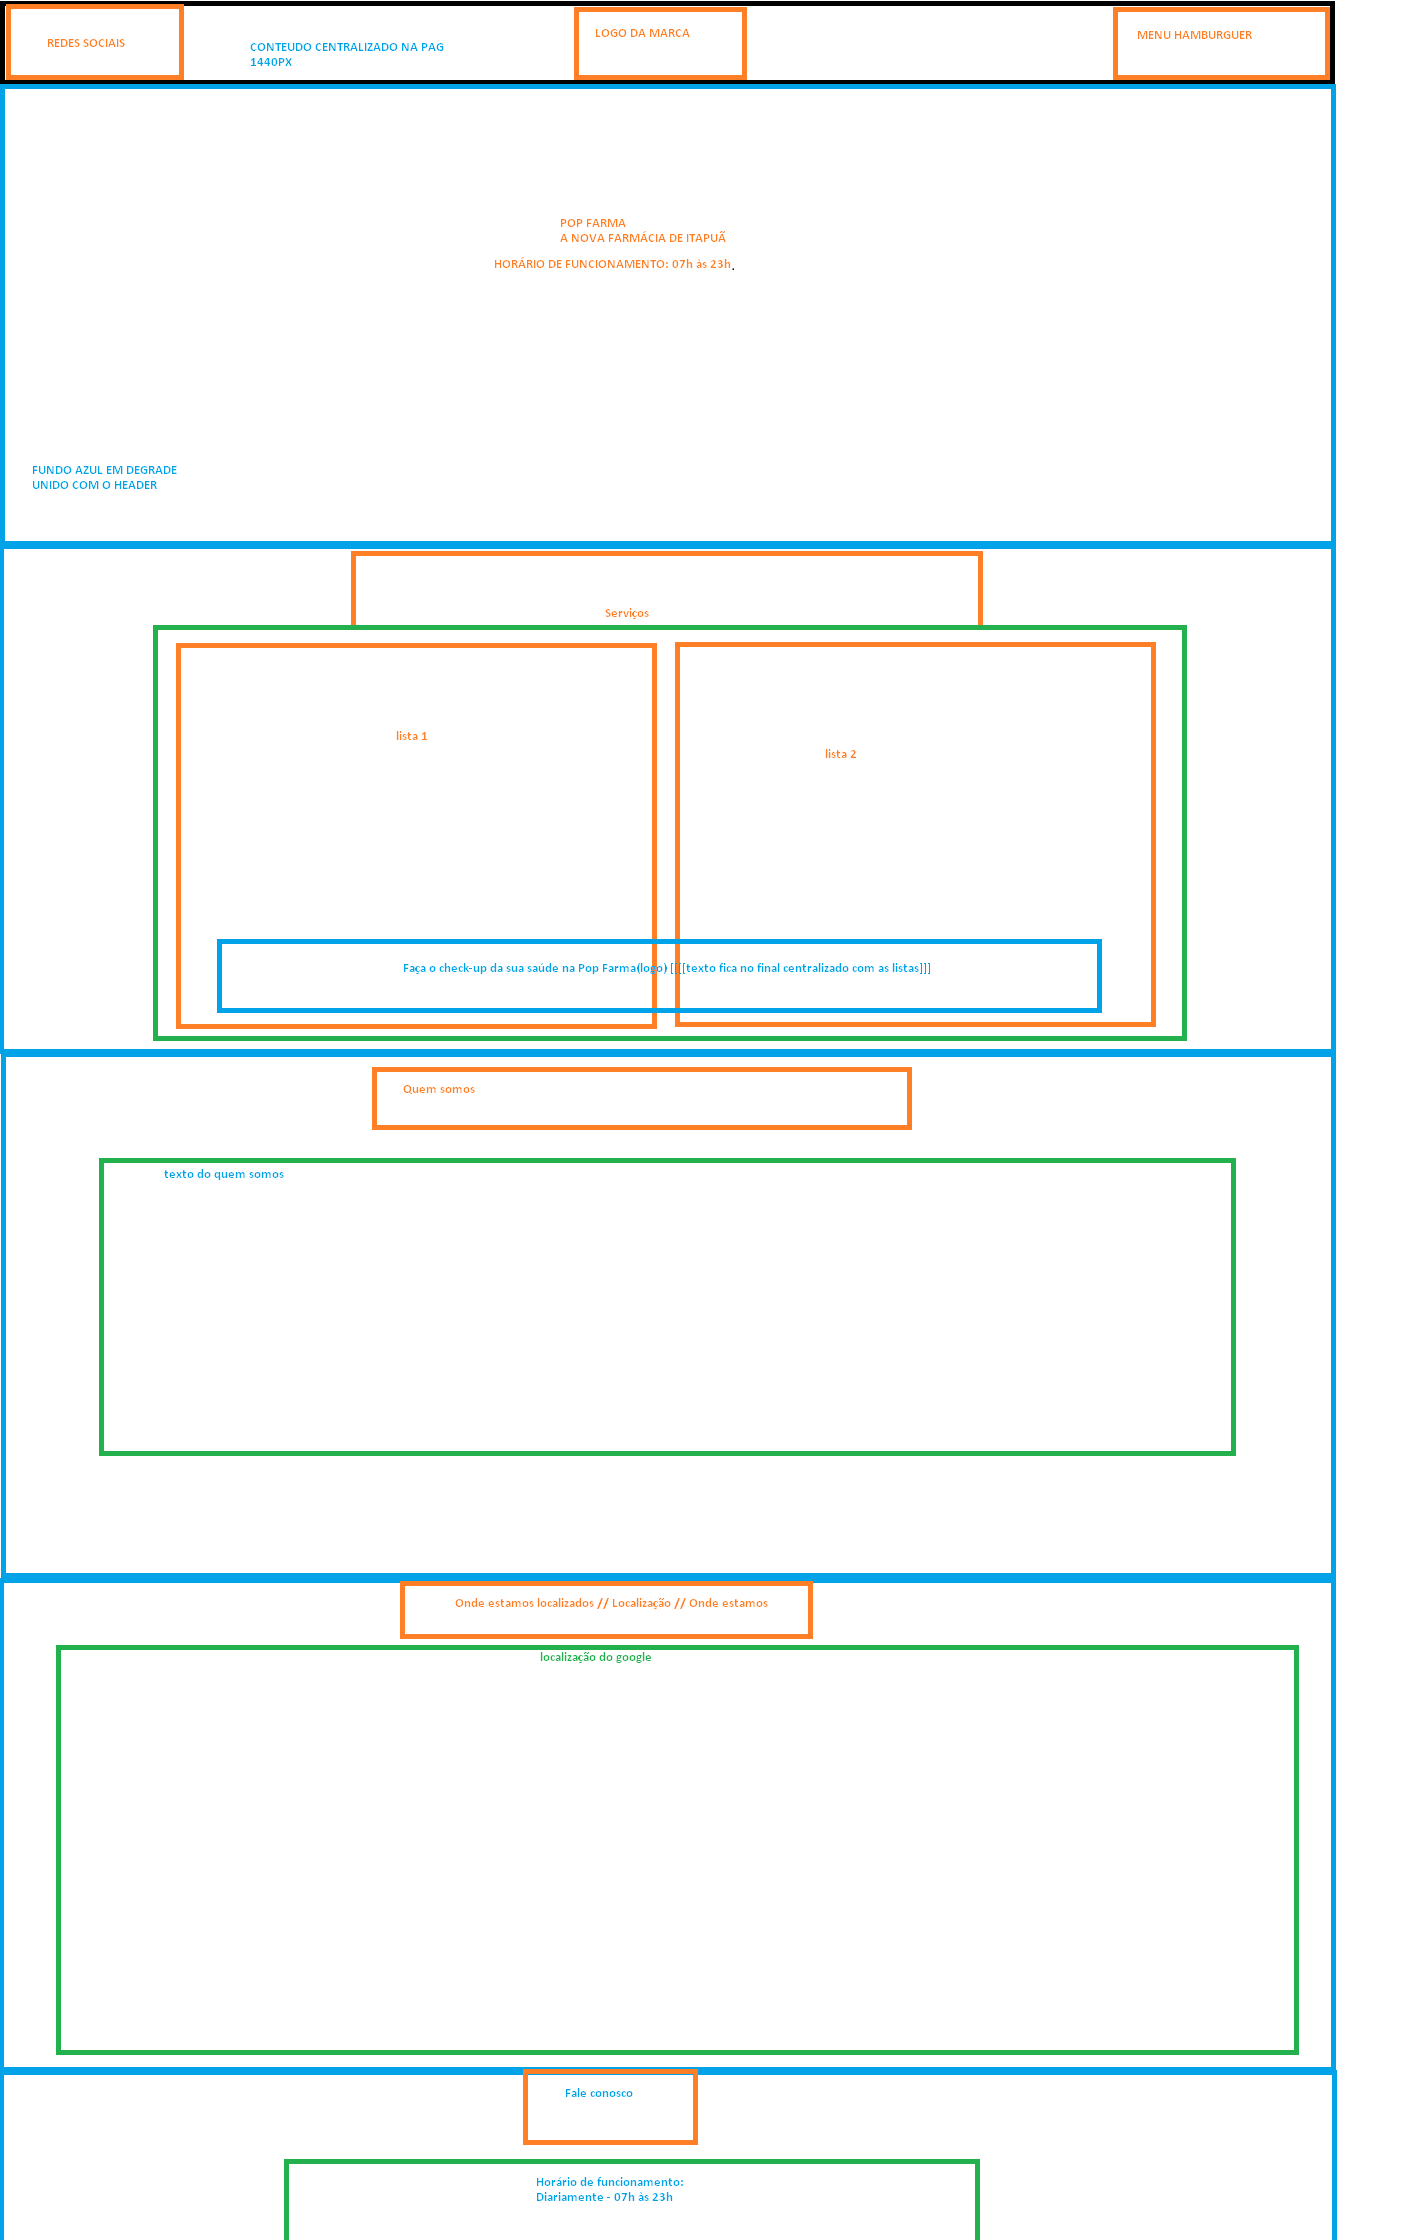 REDES SOCIAIS
CONTEUDO CENTRALIZADO NA PAG
1440PX
LOGO DA MARCA
MENU HAMBURGUER
POP FARMA
A NOVA FARMÁCIA DE ITAPUÃ
HORÁRIO DE FUNCIONAMENTO: 07h às 23h.
FUNDO AZUL EM DEGRADE
UNIDO COM O HEADER
Serviços
lista 1
lista 2
Faça o check-up da sua saúde na Pop Farma(logo) [[[[texto fica no final centralizado com as listas]]]
Quem somos
texto do quem somos
Onde estamos localizados // Localização // Onde estamos
localização do google
Fale conosco
Horário de funcionamento:
Diariamente - 07h às 23h